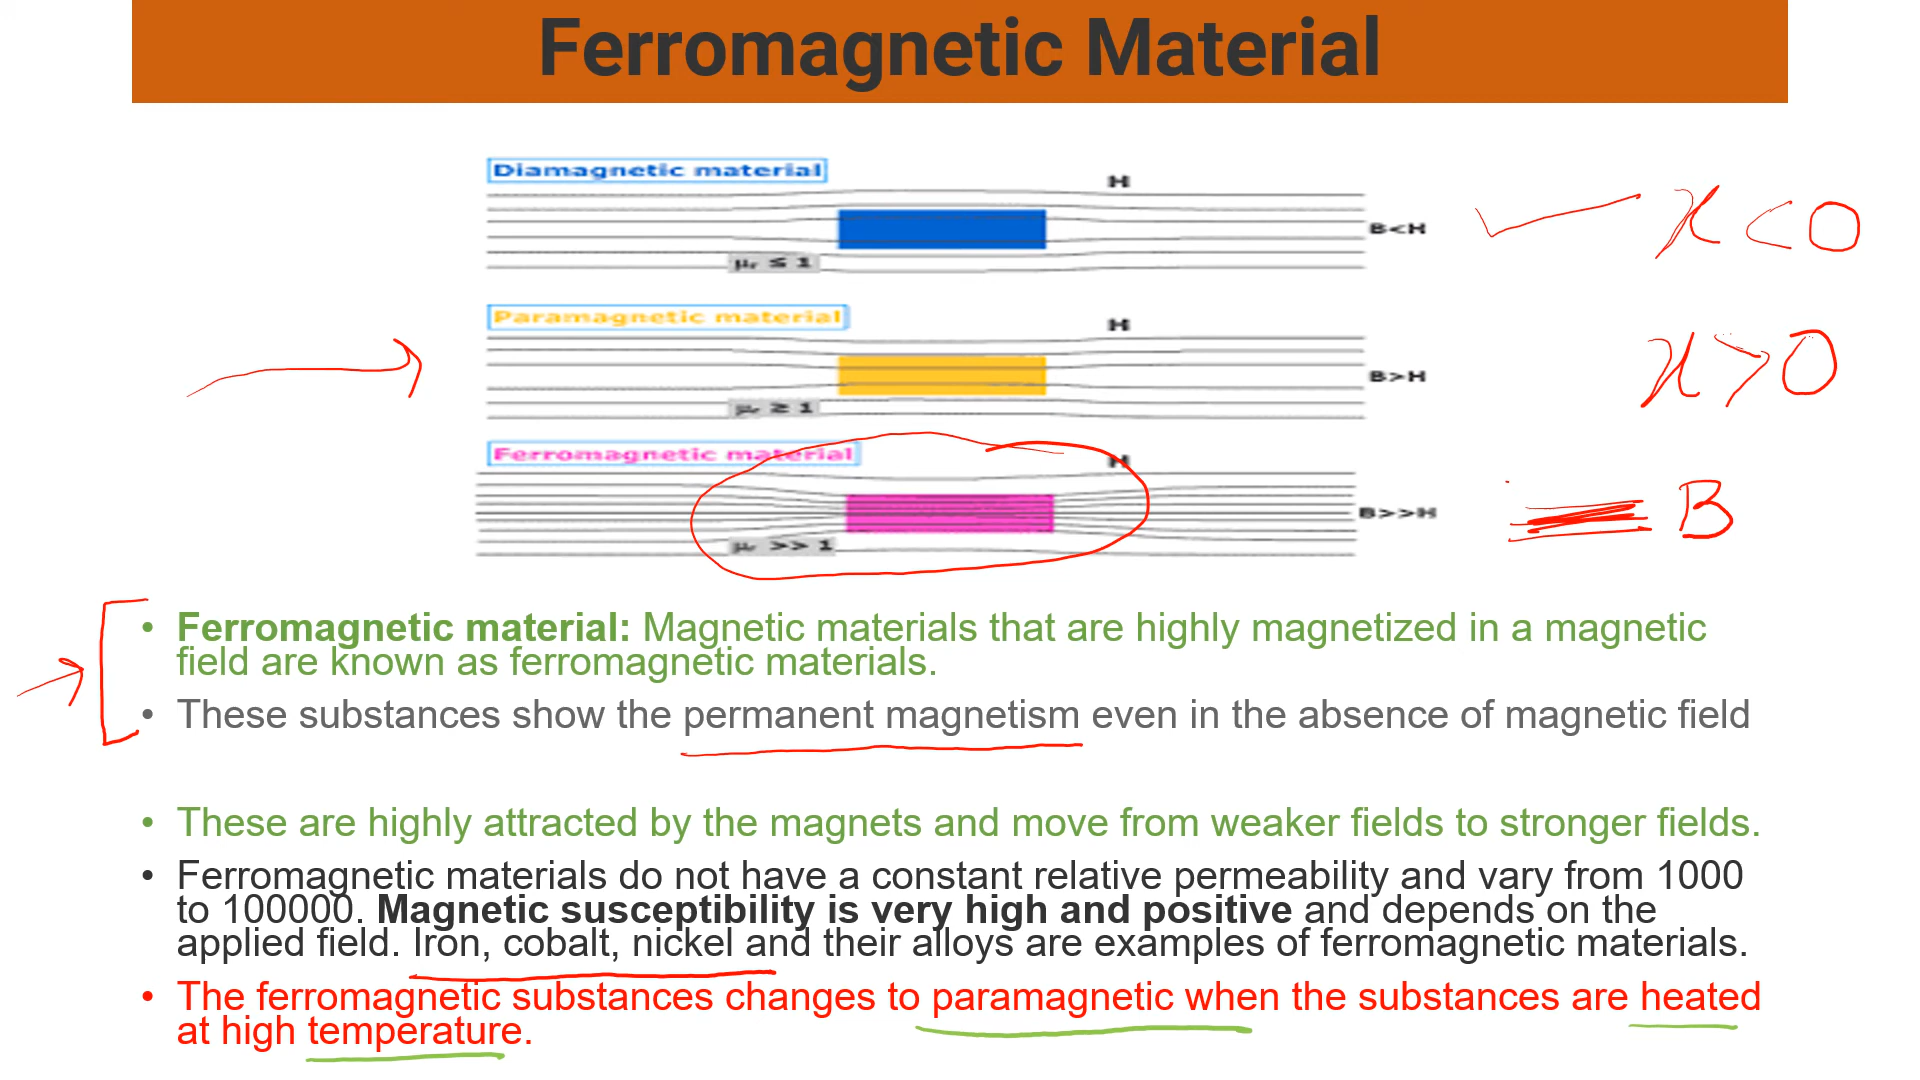 Ferromagnetic Material
Diamagnetic material
H
B<H
μr ≤ 1
χ<0
Paramagnetic material
H
B>H
μr ≥ 1
χ>0
Ferromagnetic material
H
B>>H
μr >> 1
B
• Ferromagnetic material: Magnetic materials that are highly magnetized in a magnetic
field are known as ferromagnetic materials.
• These substances show the permanent magnetism even in the absence of magnetic field
• These are highly attracted by the magnets and move from weaker fields to stronger fields.
• Ferromagnetic materials do not have a constant relative permeability and vary from 1000
to 100000. Magnetic susceptibility is very high and positive and depends on the
applied field. Iron, cobalt, nickel and their alloys are examples of ferromagnetic materials.
• The ferromagnetic substances changes to paramagnetic when the substances are heated
at high temperature.